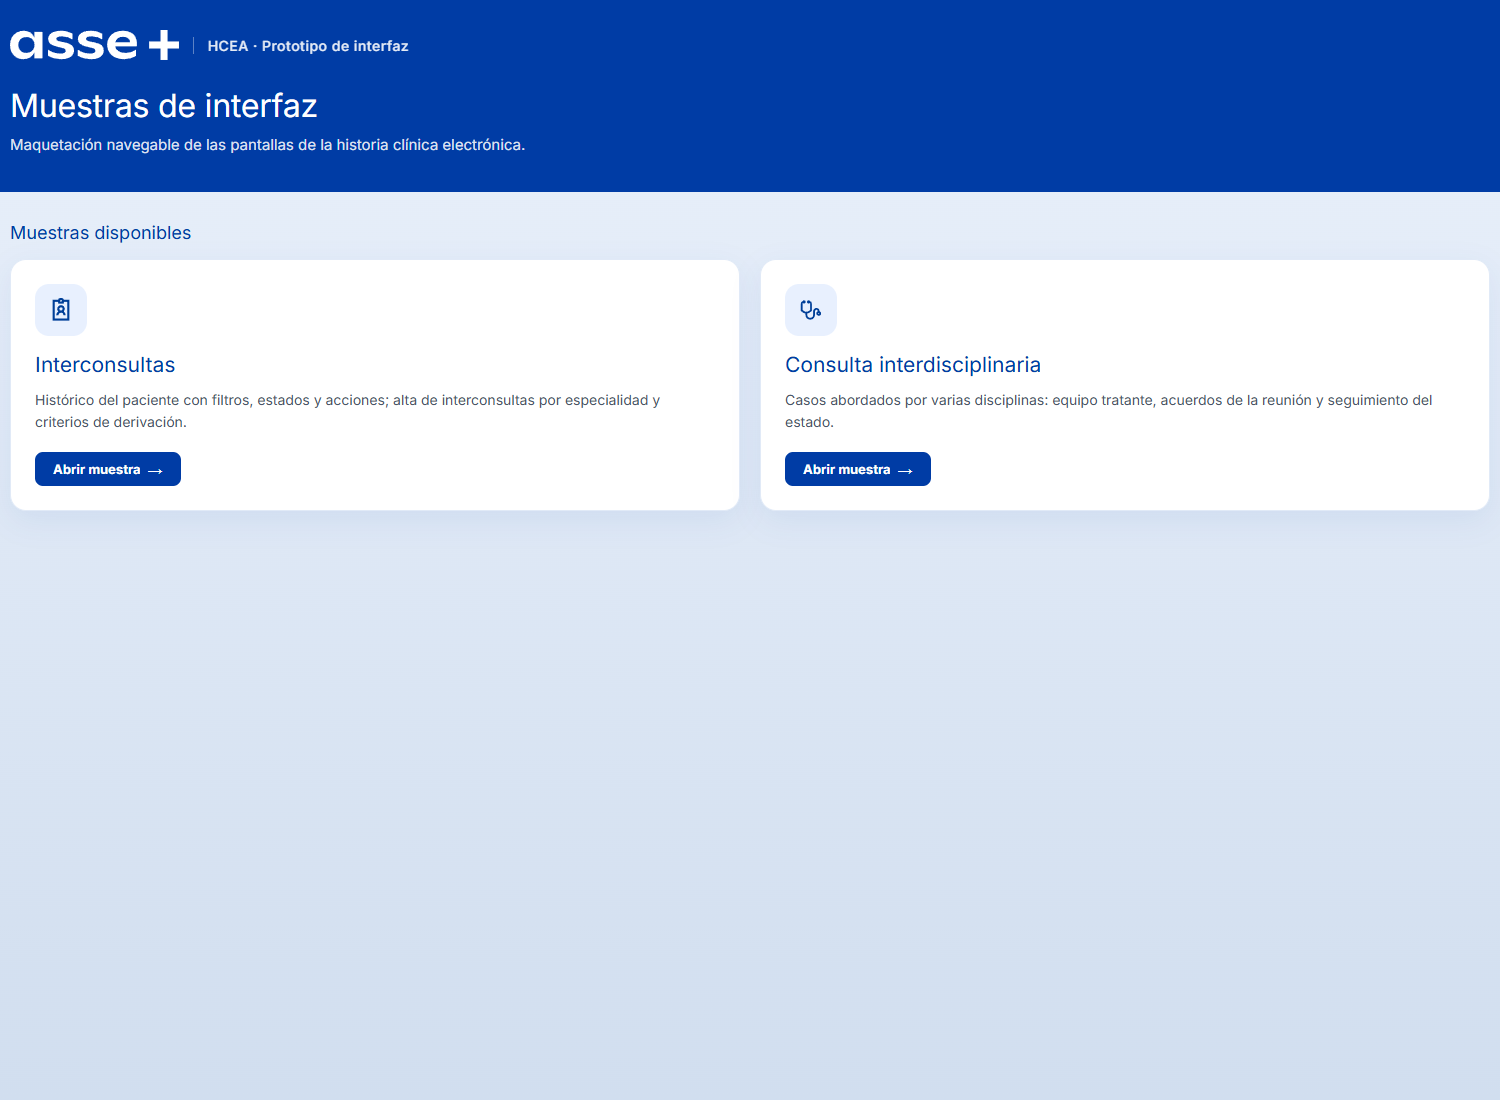 asse+
HCEA · Prototipo de interfaz
Muestras de interfaz
Maquetación navegable de las pantallas de la historia clínica electrónica.
Muestras disponibles
Interconsultas
Histórico del paciente con filtros, estados y acciones; alta de interconsultas por especialidad y
criterios de derivación.
Abrir muestra →
Consulta interdisciplinaria
Casos abordados por varias disciplinas: equipo tratante, acuerdos de la reunión y seguimiento del
estado.
Abrir muestra →